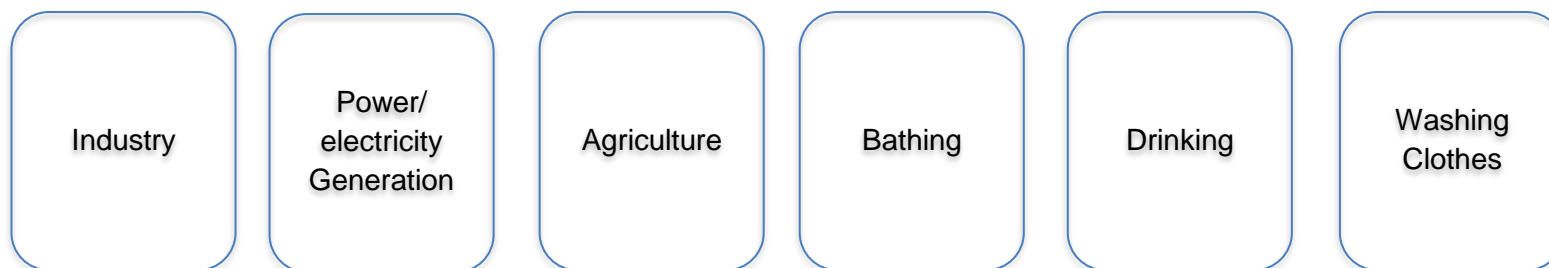 Industry
Power/
electricity
Generation
Agriculture
Bathing
Drinking
Washing
Clothes